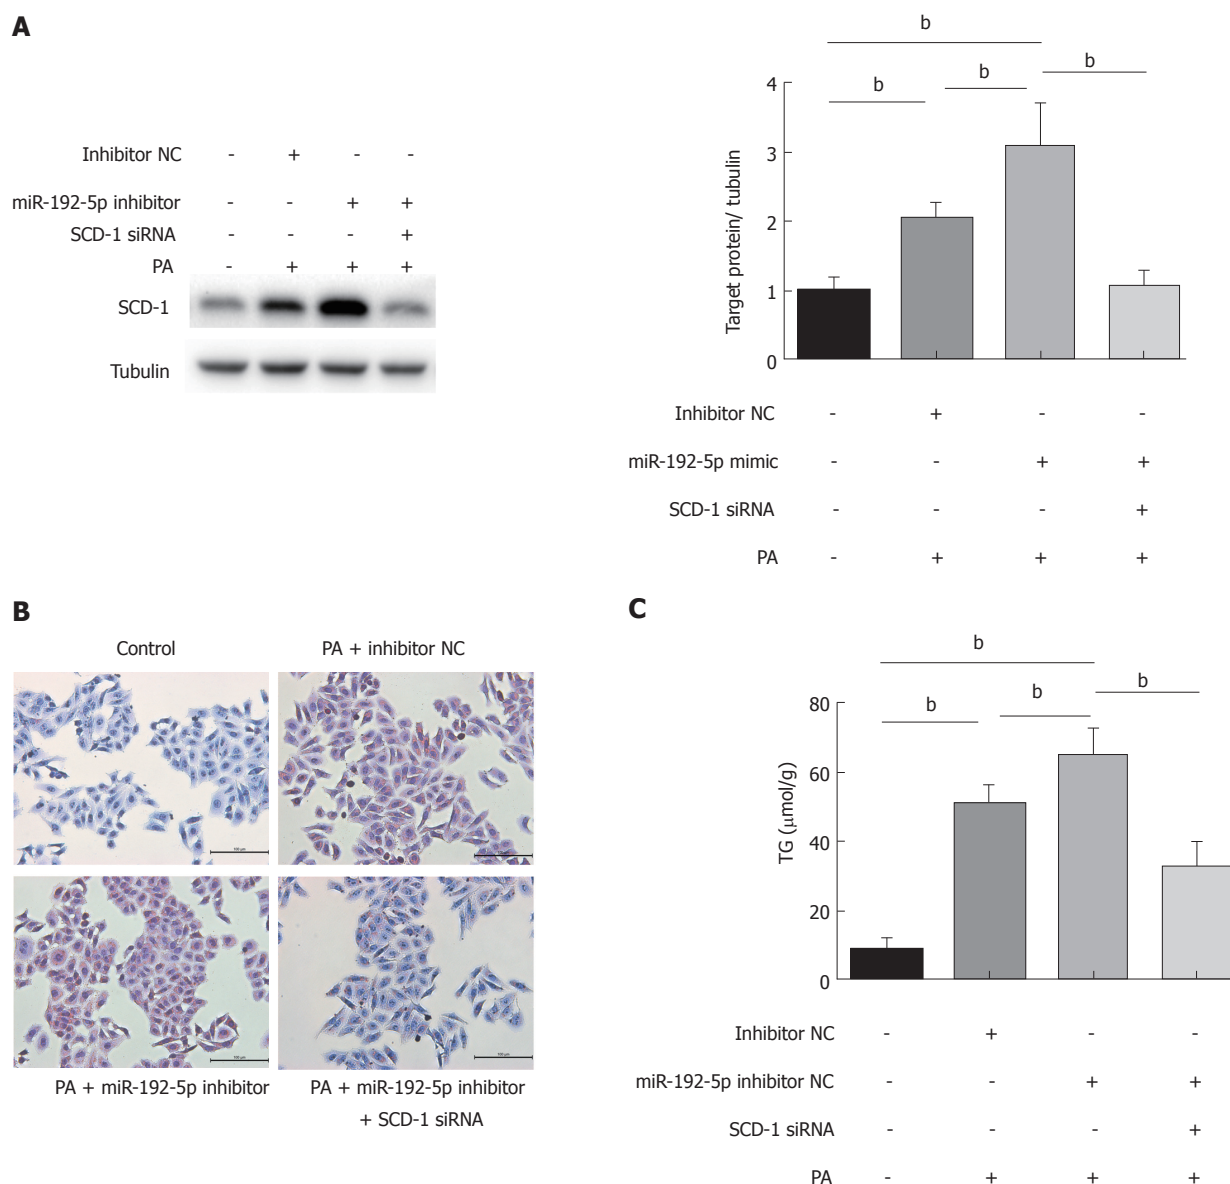 A
Inhibitor NC - + - -
miR-192-5p inhibitor - - + +
SCD-1 siRNA - - - +
PA - + + +
SCD-1
Tubulin
b
b b b
Target protein/ tubulin
4
3
2
1
0
Inhibitor NC - + - -
miR-192-5p mimic - - + +
SCD-1 siRNA - - - +
PA - + + +
B
Control PA + inhibitor NC
100 μm
PA + miR-192-5p inhibitor PA + miR-192-5p inhibitor
+ SCD-1 siRNA
C
b
b b b
TG (μmol/g)
80
60
40
20
0
Inhibitor NC - + - -
miR-192-5p inhibitor NC - - + +
SCD-1 siRNA - - - +
PA - + + +